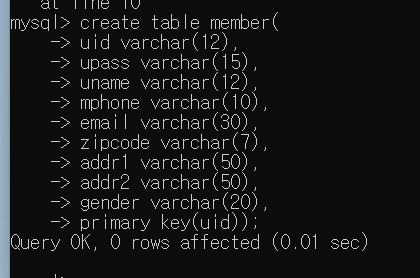 at line 10
mysql> create table member(
-> uid varchar(12),
-> upass varchar(15),
-> uname varchar(12),
-> mphone varchar(10),
-> email varchar(30),
-> zipcode varchar(7),
-> addr1 varchar(50),
-> addr2 varchar(50),
-> gender varchar(20),
-> primary key(uid));
Query OK, 0 rows affected (0.01 sec)